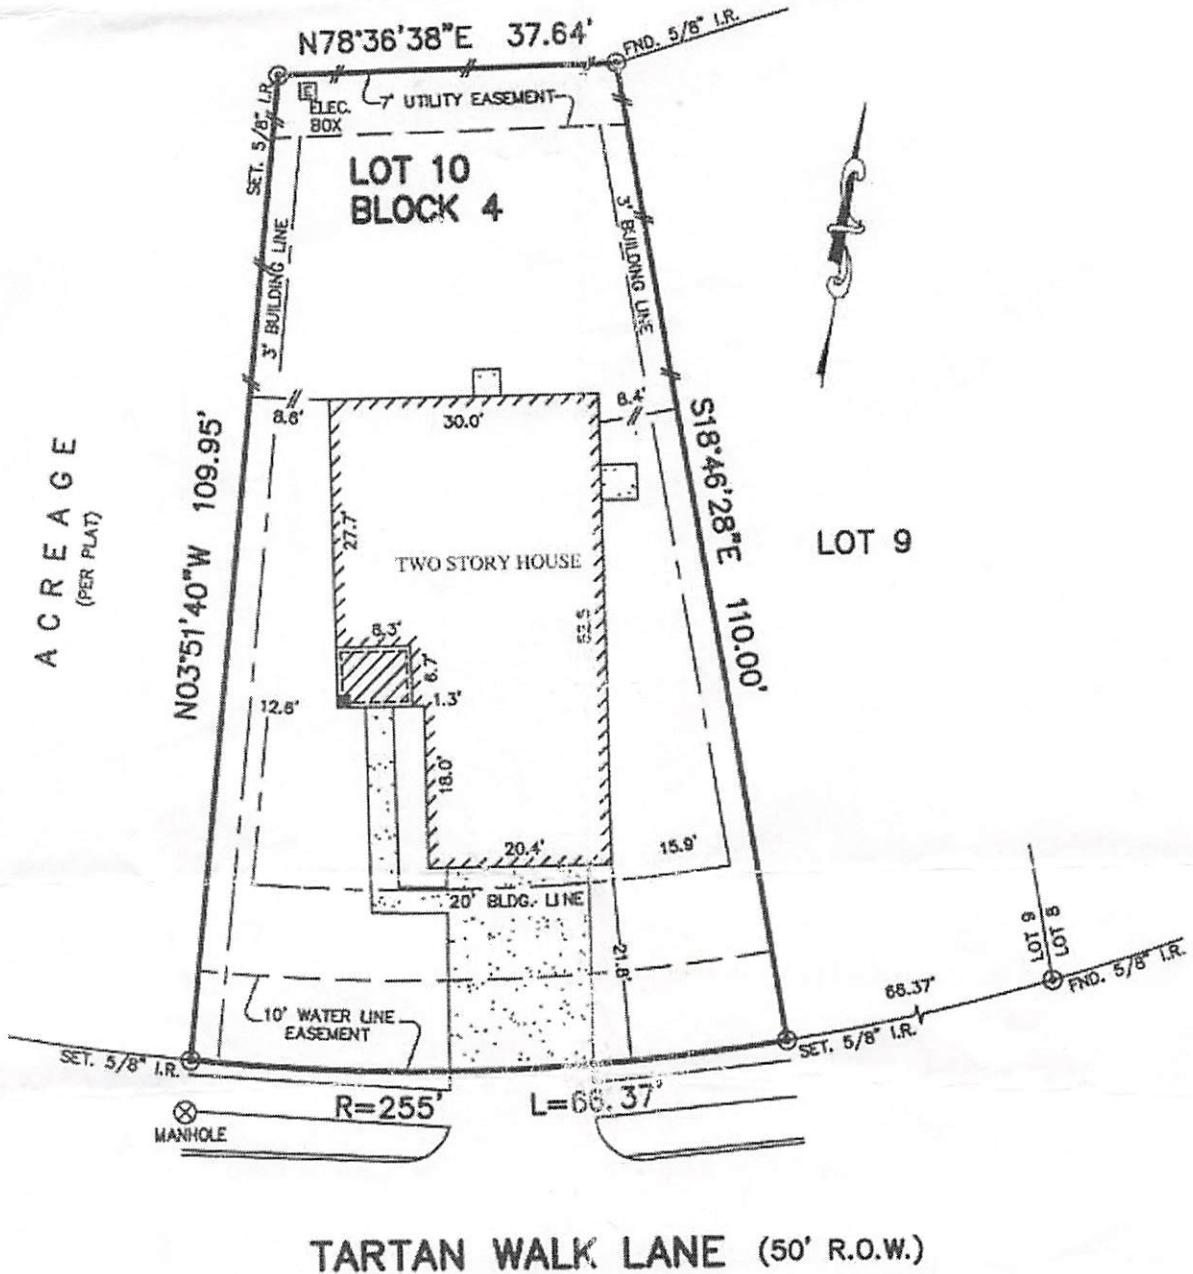 N78°36'38"E 37.64'
FND. 5/8" I.R.
SET. 5/8" I.R.
E
ELEC.
BOX
7' UTILITY EASEMENT
LOT 10
BLOCK 4
3' BUILDING LINE
3' BUILDING LINE
8.6'
30.0'
8.4'
ACREAGE
(PER PLAT)
N03°51'40"W 109.95'
S18°46'28"E 110.00'
LOT 9
27.7'
TWO STORY HOUSE
52.5
8.3'
6.7'
1.3'
12.6'
18.0'
20.4'
15.9'
20' BLDG. LINE
21.8'
LOT 9
LOT 8
10' WATER LINE
EASEMENT
66.37'
FND. 5/8" I.R.
SET. 5/8" I.R.
SET. 5/8" I.R.
R=255'
L=66.37'
MANHOLE
TARTAN WALK LANE (50' R.O.W.)